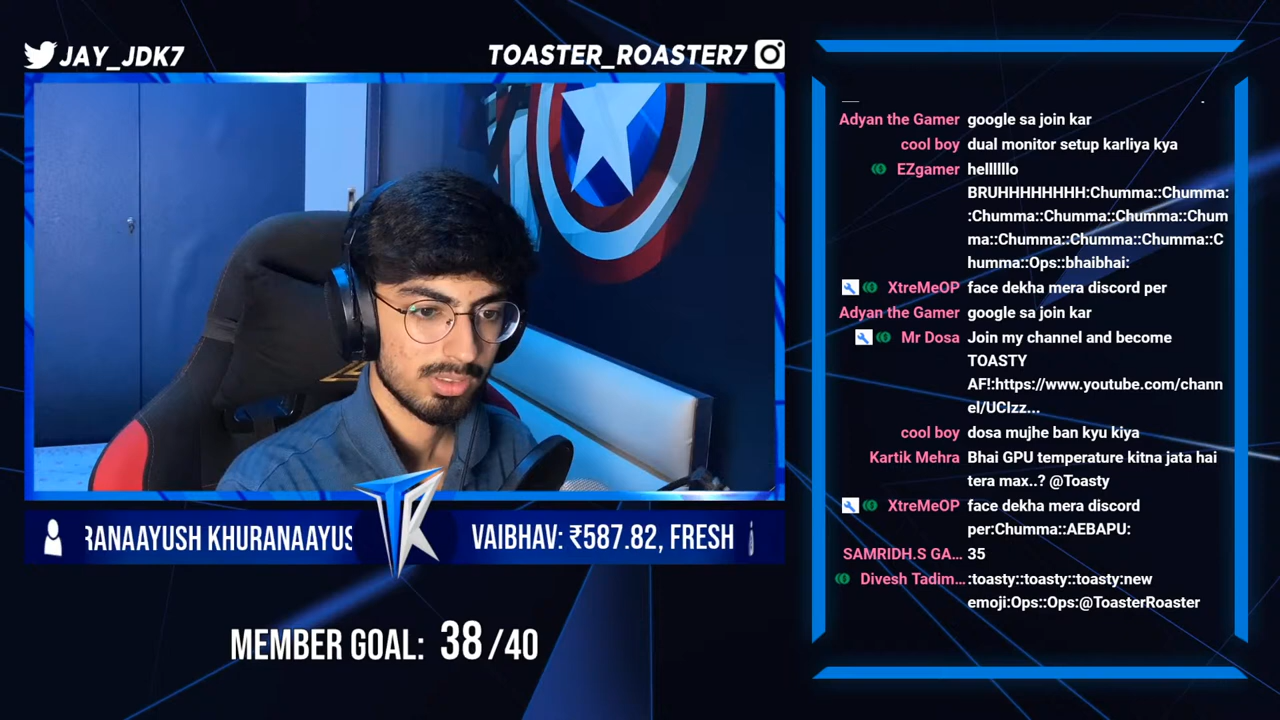 JAY_JDK7
TOASTER_ROASTER7
RANAAYUSH KHURANAAYUS
TR
VAIBHAV: ₹587.82, FRESH
MEMBER GOAL: 38/40
Adyan the Gamer google sa join kar
cool boy dual monitor setup karliya kya
EZgamer helllllllo
BRUHHHHHHHH:Chumma::Chumma:
:Chumma::Chumma::Chumma::Chum
ma::Chumma::Chumma::Chumma::C
humma::Ops::bhaibhai:
XtreMeOP face dekha mera discord per
Adyan the Gamer google sa join kar
Mr Dosa Join my channel and become
TOASTY
AF!:https://www.youtube.com/chann
el/UCIzz...
cool boy dosa mujhe ban kyu kiya
Kartik Mehra Bhai GPU temperature kitna jata hai
tera max..? @Toasty
XtreMeOP face dekha mera discord
per:Chumma::AEBAPU:
SAMRIDH.S GA... 35
Divesh Tadim... :toasty::toasty::toasty:new
emoji:Ops::Ops:@ToasterRoaster